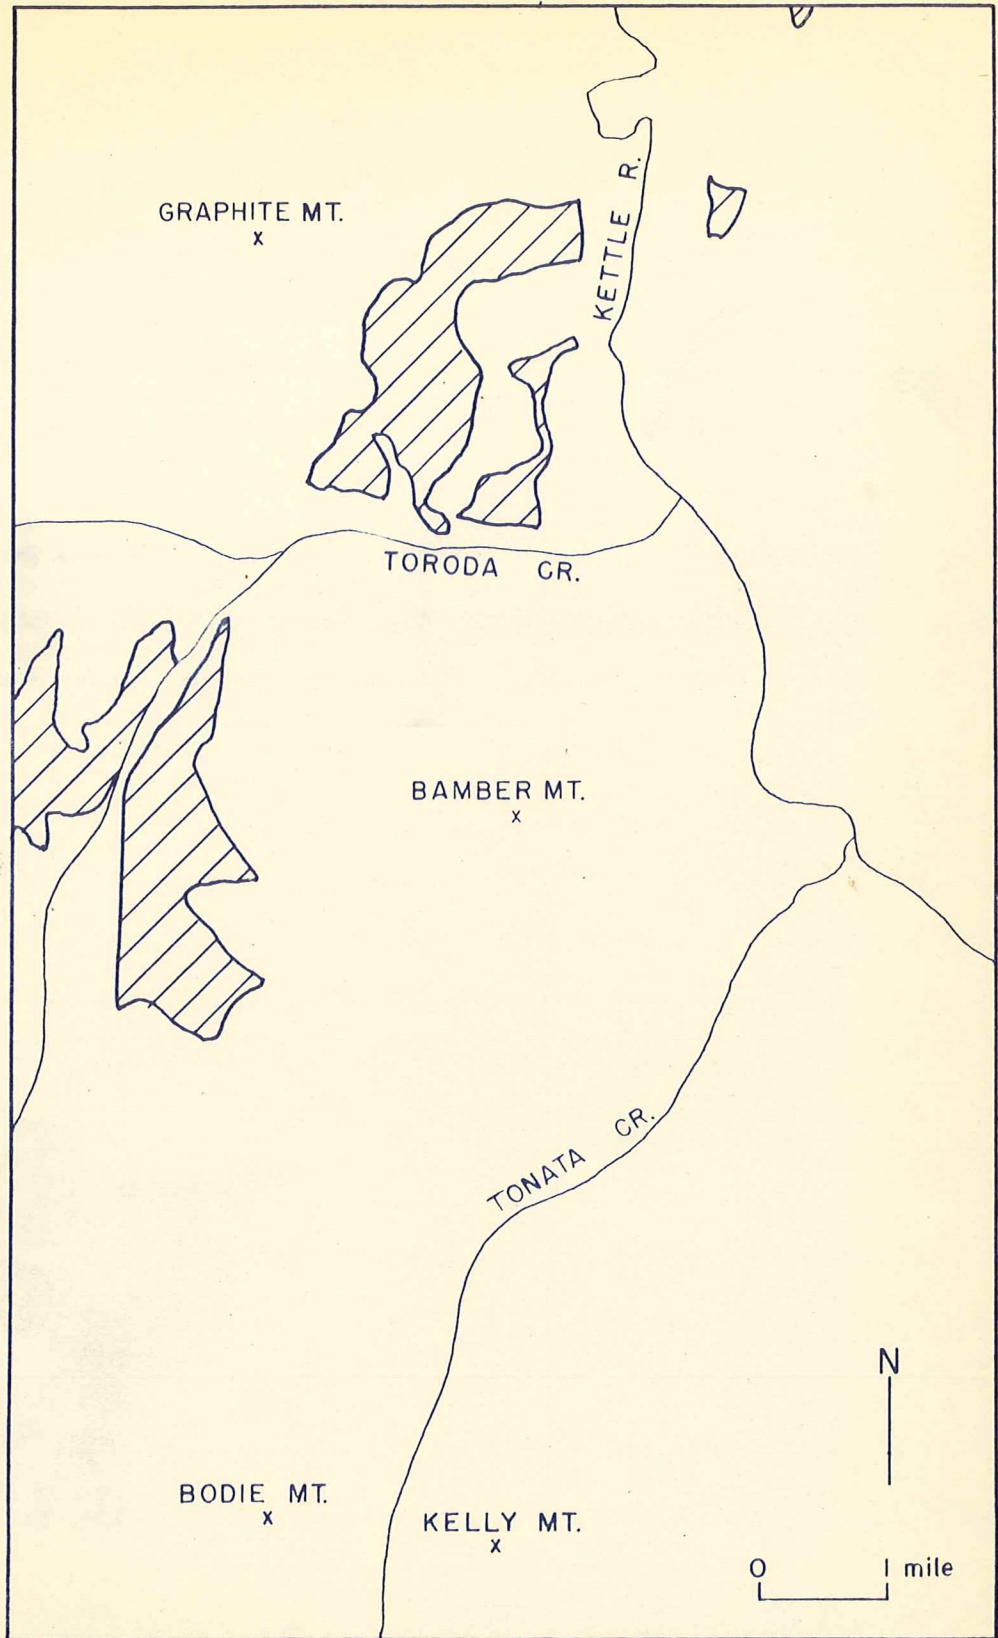 KETTLE R.
GRAPHITE MT.
X
TORODA CR.
BAMBER MT.
X
TONATA CR.
N
BODIE MT.
X
KELLY MT.
X
0 1 mile